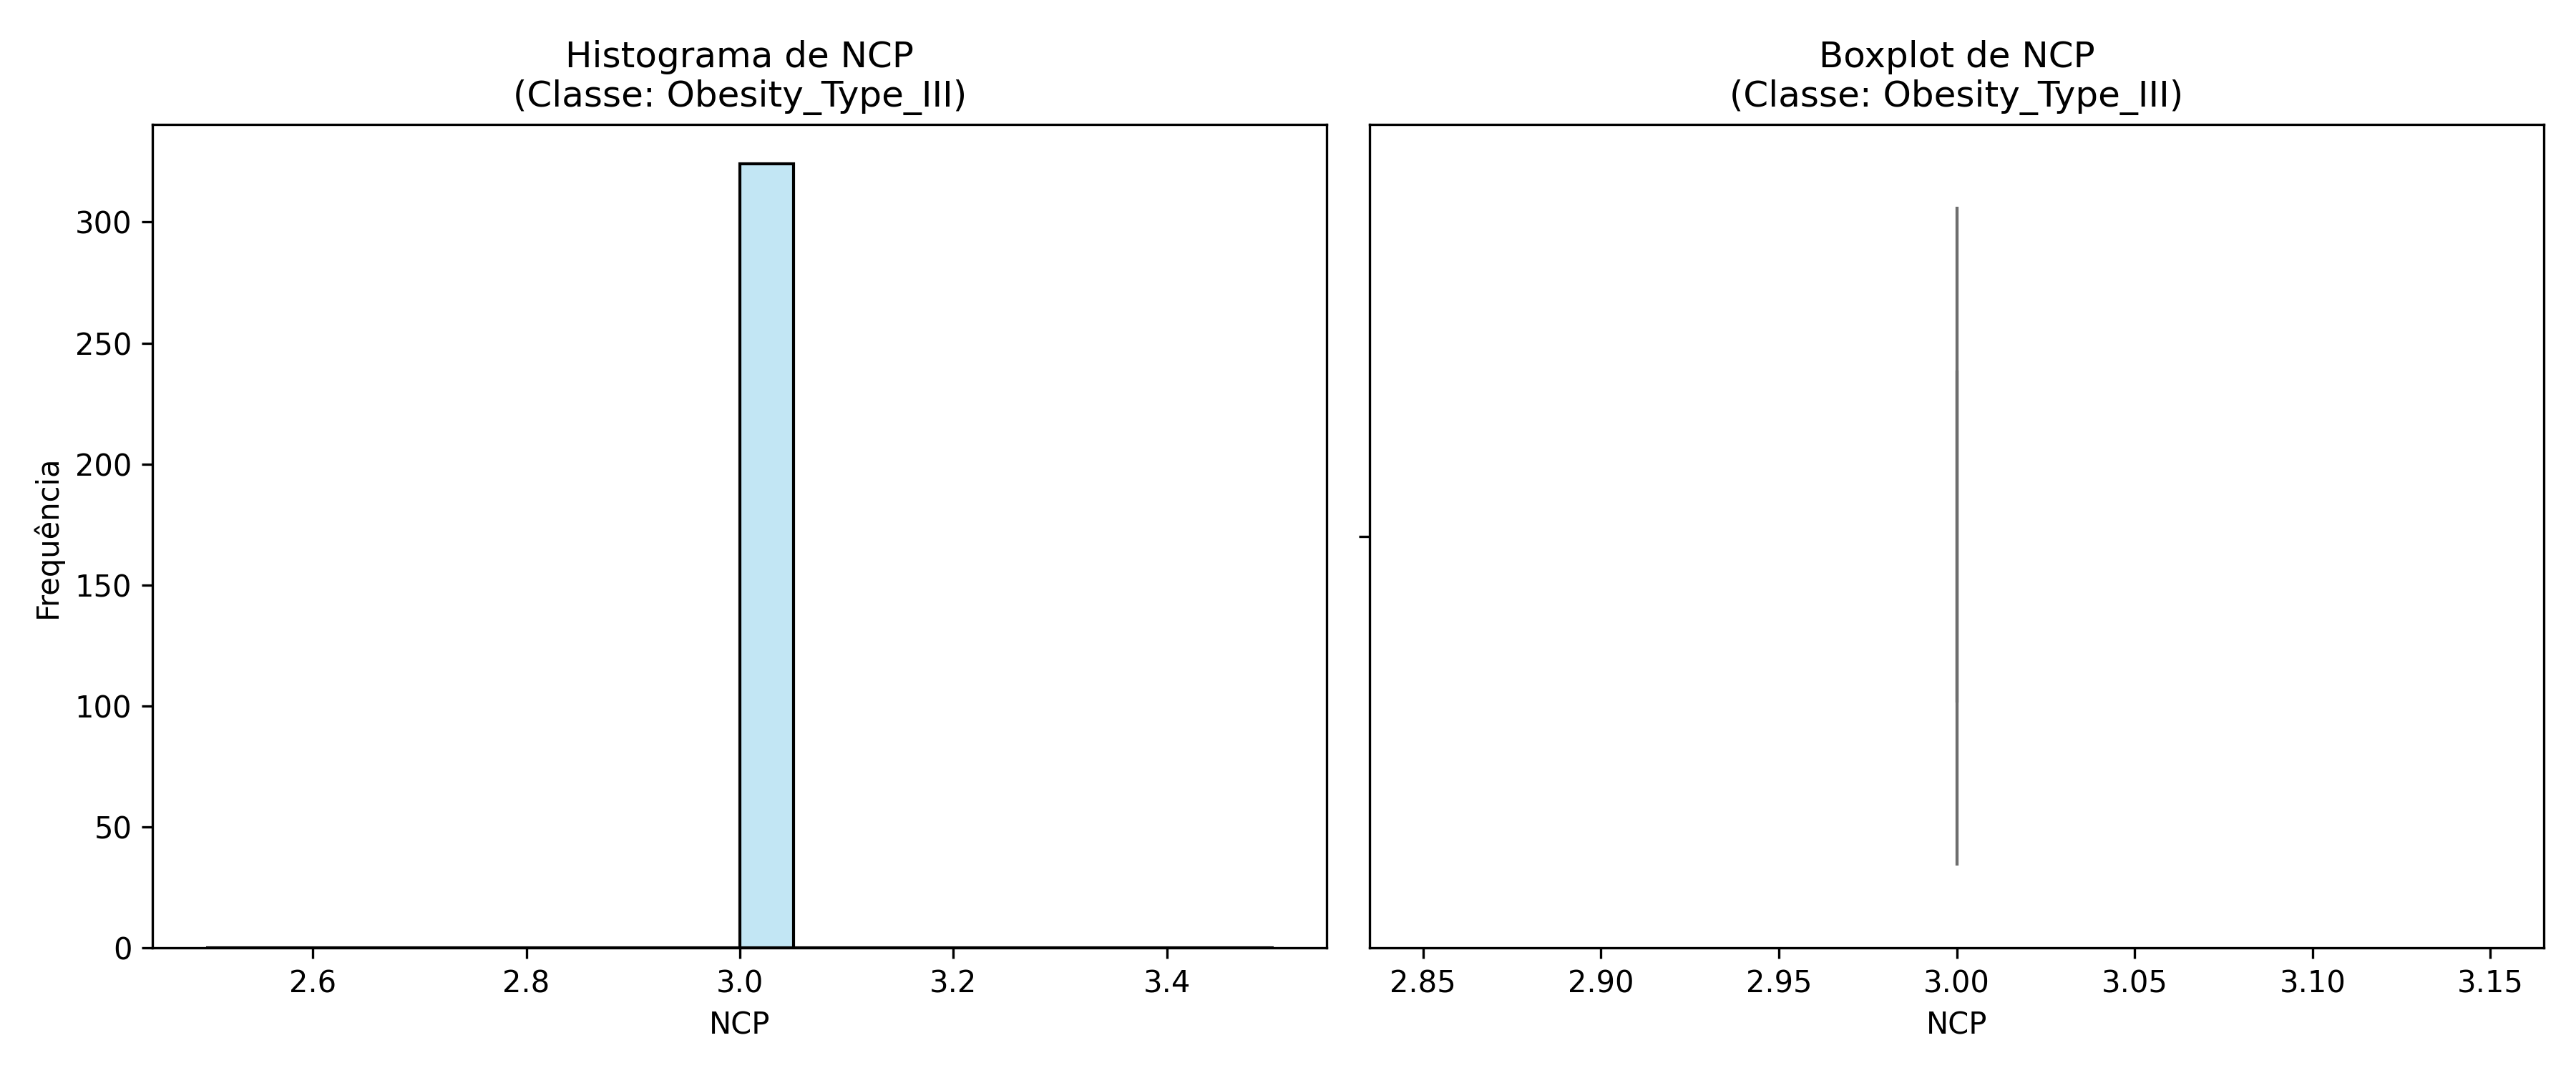 Histograma de NCP
(Classe: Obesity_Type_III)
Frequência
300
250
200
150
100
50
0
2.6 2.8 3.0 3.2 3.4
NCP
Boxplot de NCP
(Classe: Obesity_Type_III)
2.85 2.90 2.95 3.00 3.05 3.10 3.15
NCP